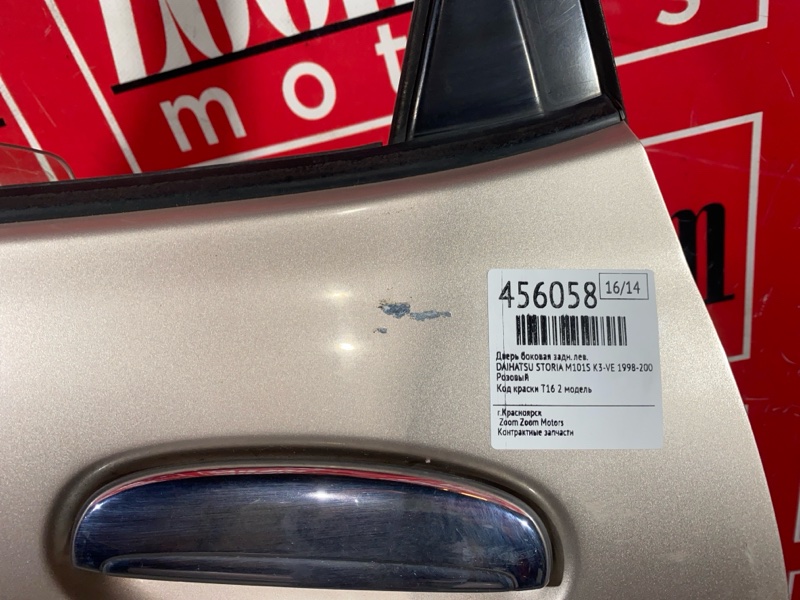 motors
456058
16/14
Дверь боковая задн. лев.
DAIHATSU STORIA M101S K3-VE 1998-200
Розовый
Код краски T16 2 модель
г.Красноярск
Zoom Zoom Motors
Контрактные запчасти